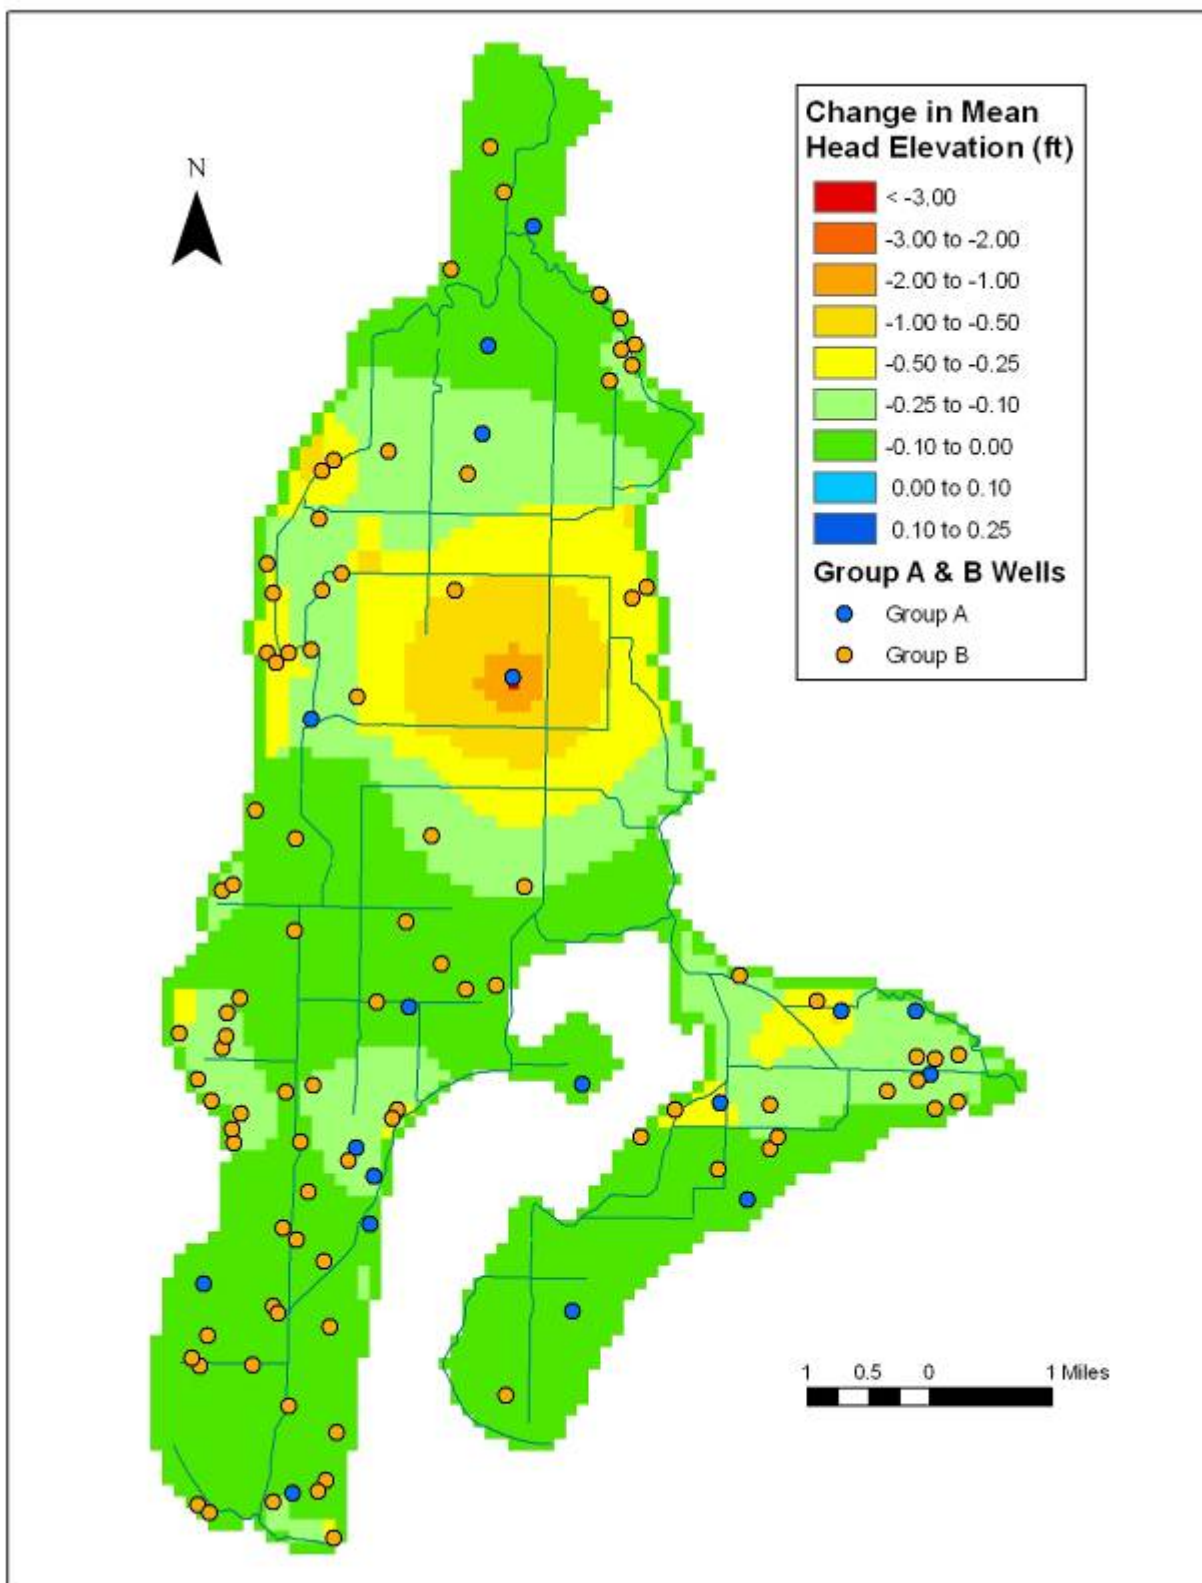 N
Change in Mean
Head Elevation (ft)
< -3.00
-3.00 to -2.00
-2.00 to -1.00
-1.00 to -0.50
-0.50 to -0.25
-0.25 to -0.10
-0.10 to 0.00
0.00 to 0.10
0.10 to 0.25
Group A & B Wells
Group A
Group B
1 0.5 0 1 Miles